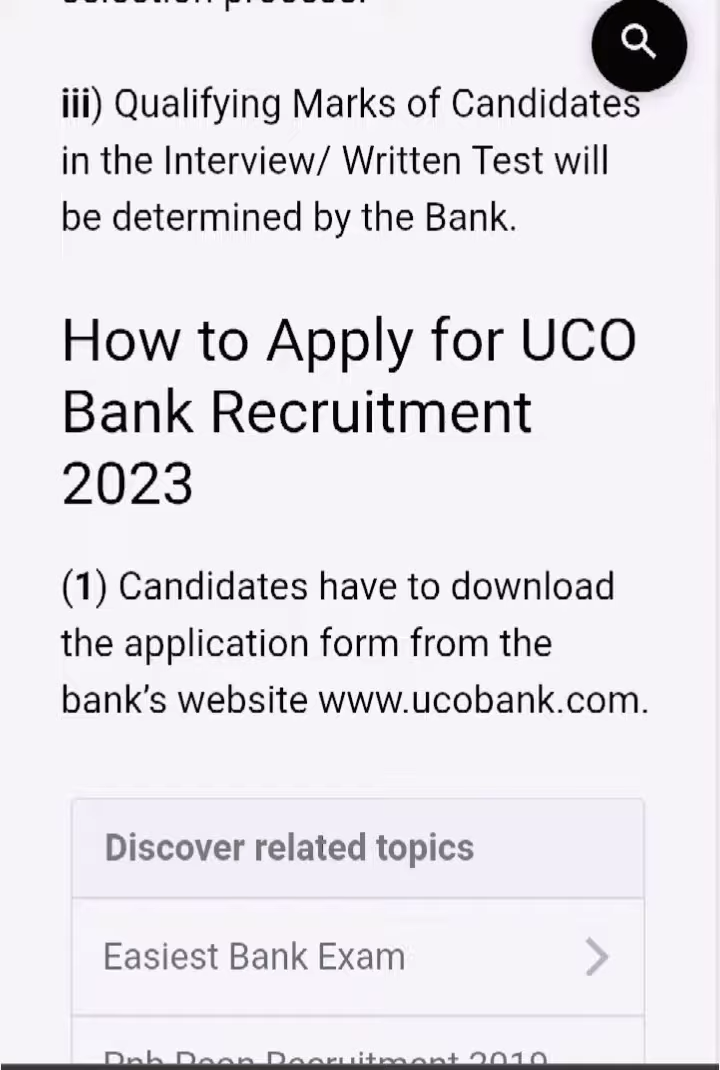 iii) Qualifying Marks of Candidates
in the Interview/ Written Test will
be determined by the Bank.
How to Apply for UCO
Bank Recruitment
2023
(1) Candidates have to download
the application form from the
bank’s website www.ucobank.com.
Discover related topics
Easiest Bank Exam
Recruitment 2019